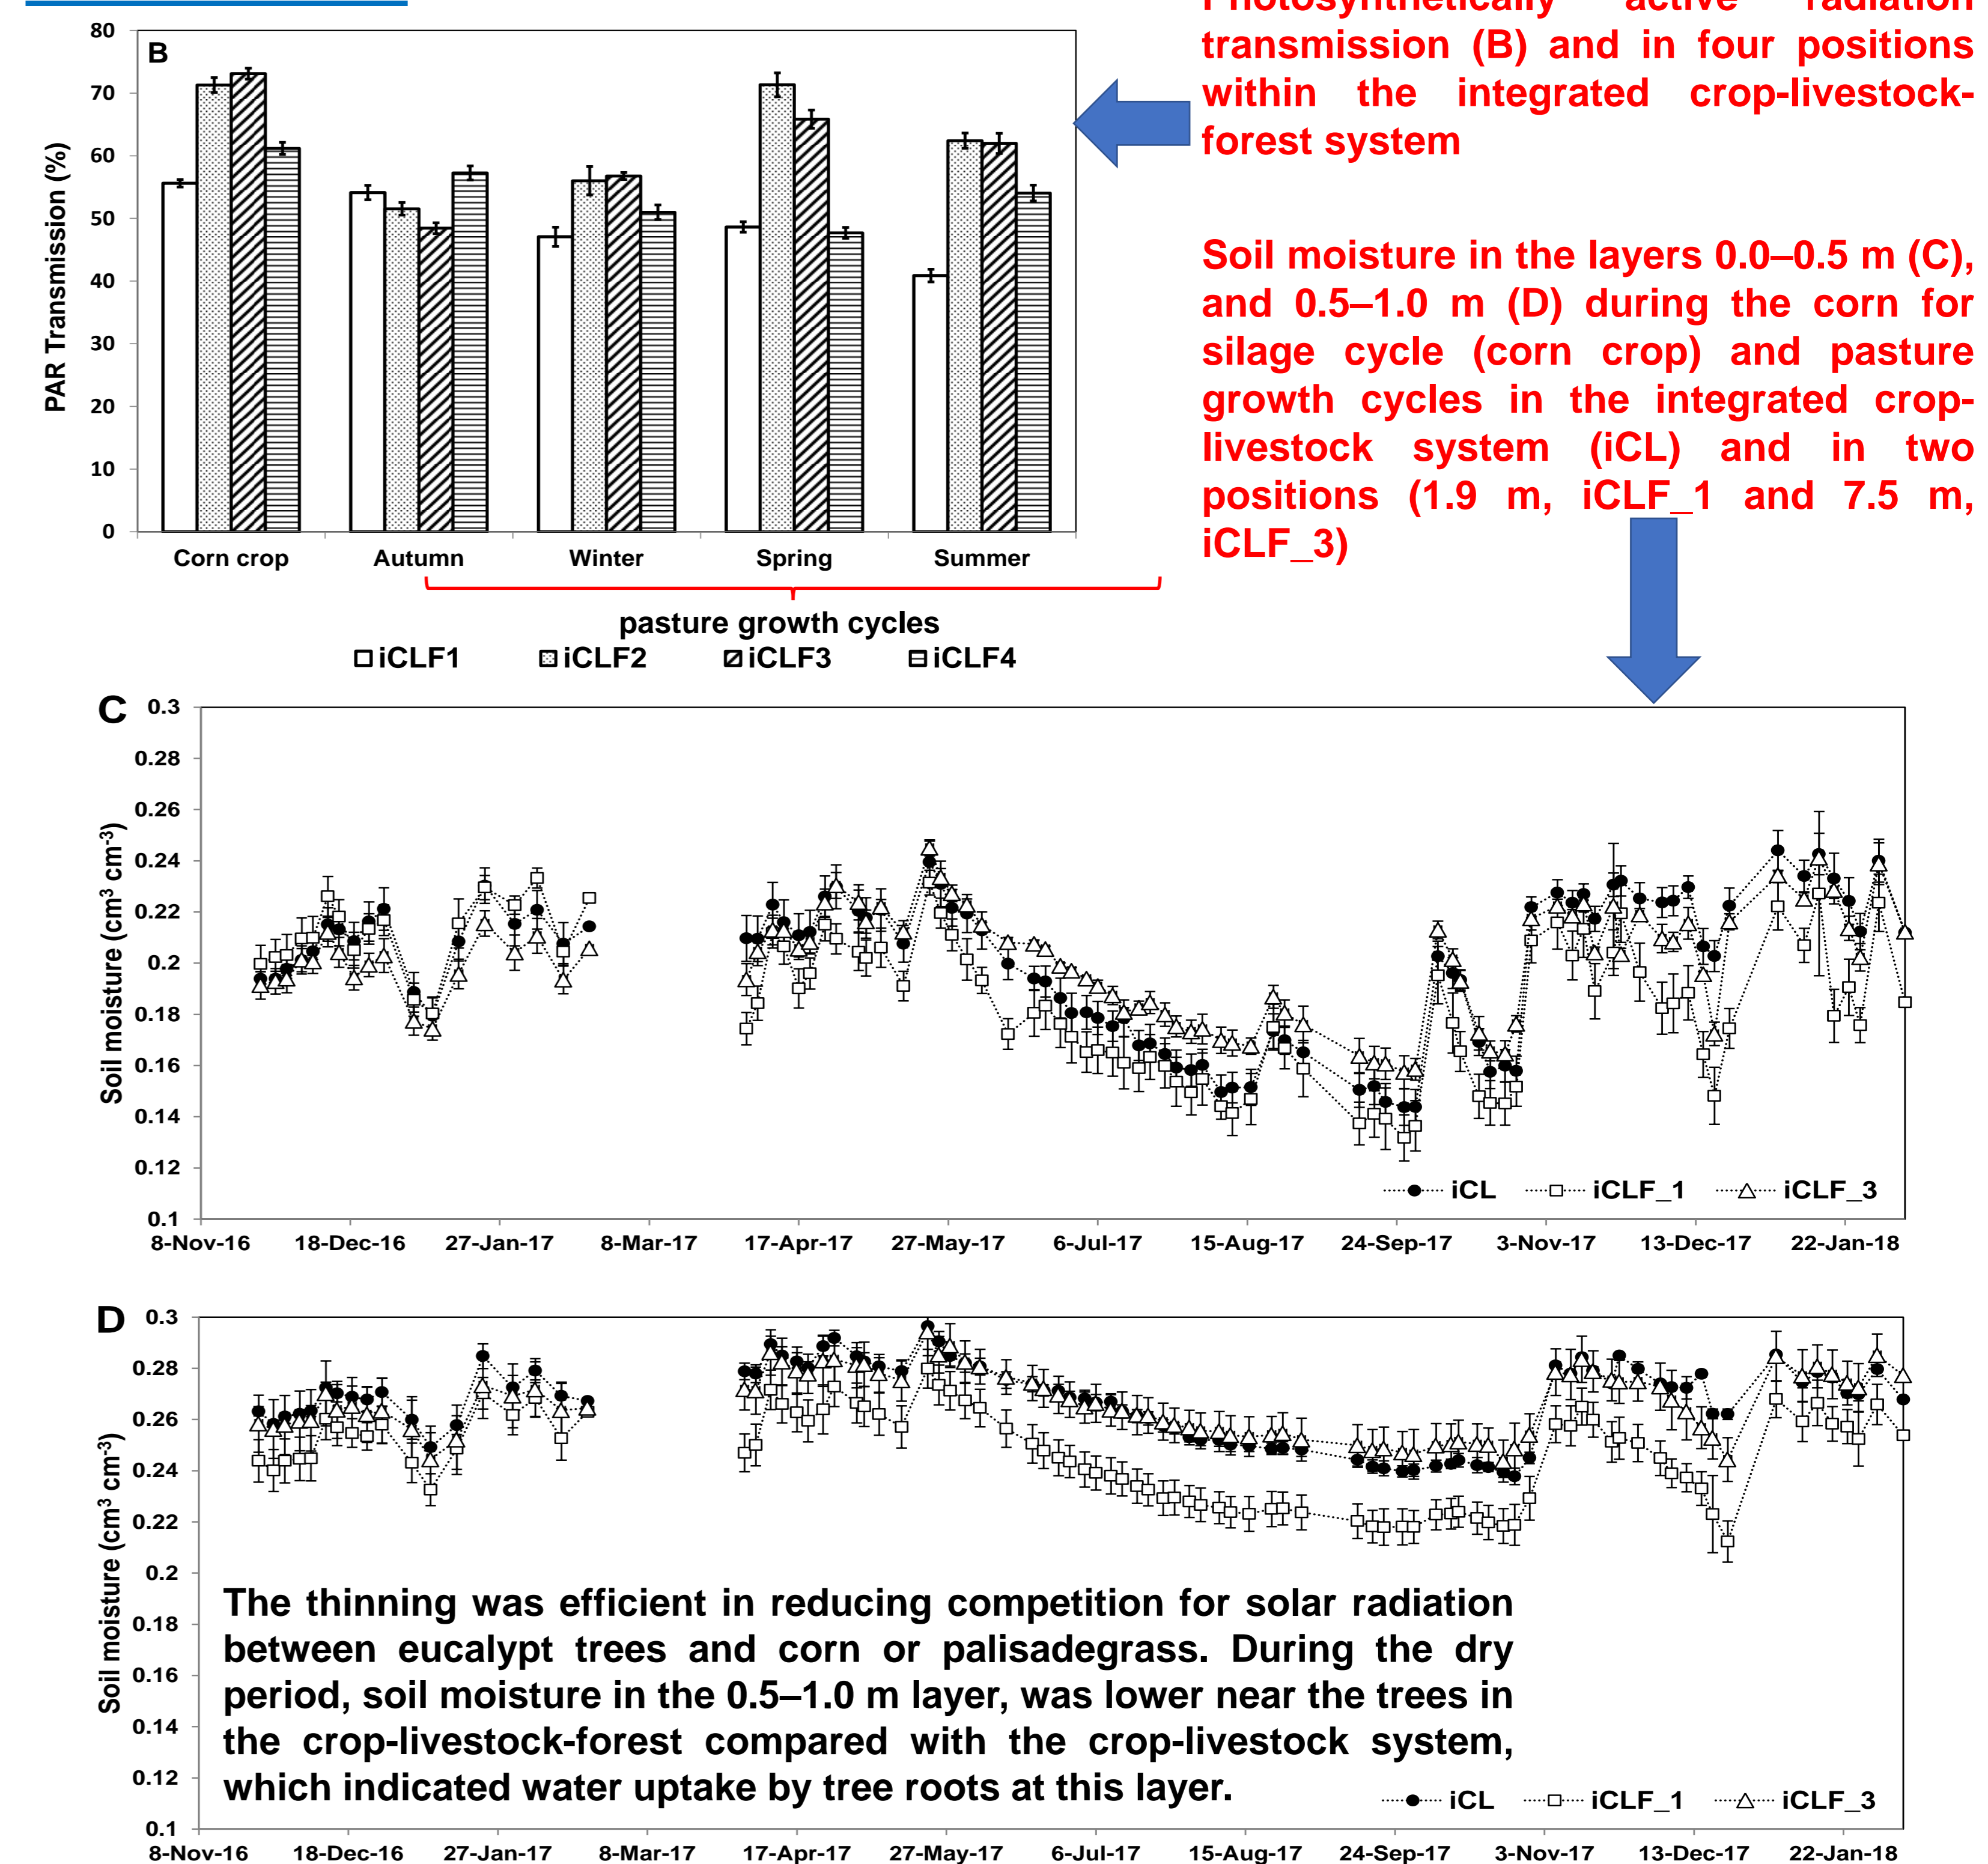 Photosynthetically active radiation
transmission (B) and in four positions
within the integrated crop-livestock-
forest system
B
PAR Transmission (%)
80
70
60
50
40
30
20
10
0
Corn crop Autumn Winter Spring Summer
pasture growth cycles
iCLF1 iCLF2 iCLF3 iCLF4
Soil moisture in the layers 0.0–0.5 m (C),
and 0.5–1.0 m (D) during the corn for
silage cycle (corn crop) and pasture
growth cycles in the integrated crop-
livestock system (iCL) and in two
positions (1.9 m, iCLF_1 and 7.5 m,
iCLF_3)
C
Soil moisture (cm³ cm⁻³)
0.3
0.28
0.26
0.24
0.22
0.2
0.18
0.16
0.14
0.12
0.1
iCL iCLF_1 iCLF_3
8-Nov-16 18-Dec-16 27-Jan-17 8-Mar-17 17-Apr-17 27-May-17 6-Jul-17 15-Aug-17 24-Sep-17 3-Nov-17 13-Dec-17 22-Jan-18
D
Soil moisture (cm³ cm⁻³)
0.3
0.28
0.26
0.24
0.22
0.2
0.18
0.16
0.14
0.12
0.1
The thinning was efficient in reducing competition for solar radiation
between eucalypt trees and corn or palisadegrass. During the dry
period, soil moisture in the 0.5–1.0 m layer, was lower near the trees in
the crop-livestock-forest compared with the crop-livestock system,
which indicated water uptake by tree roots at this layer.
iCL iCLF_1 iCLF_3
8-Nov-16 18-Dec-16 27-Jan-17 8-Mar-17 17-Apr-17 27-May-17 6-Jul-17 15-Aug-17 24-Sep-17 3-Nov-17 13-Dec-17 22-Jan-18